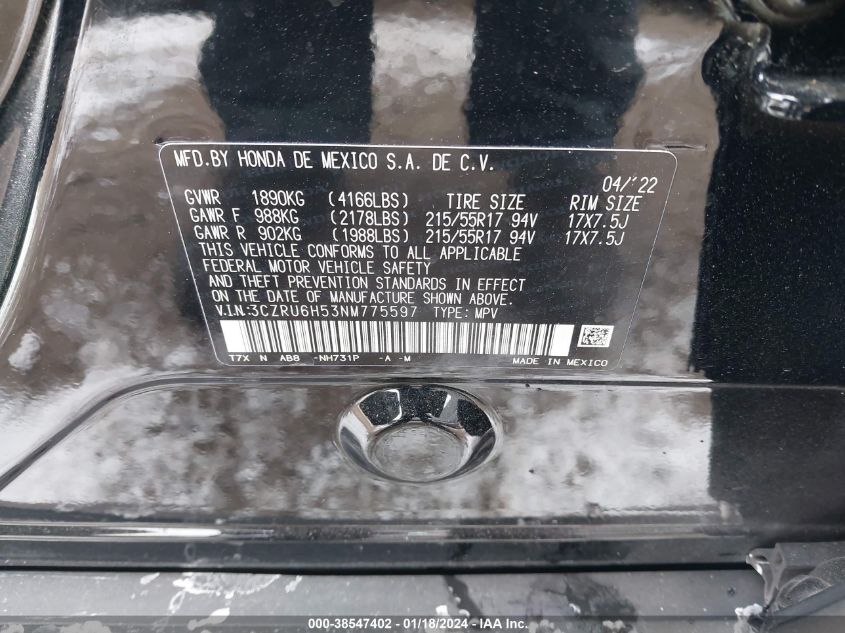 MFD.BY HONDA DE MEXICO S.A. DE C.V.
04/'22
GVWR 1890KG (4166LBS) TIRE SIZE RIM SIZE
GAWR F 988KG (2178LBS) 215/55R17 94V 17X7.5J
GAWR R 902KG (1988LBS) 215/55R17 94V 17X7.5J
THIS VEHICLE CONFORMS TO ALL APPLICABLE
FEDERAL MOTOR VEHICLE SAFETY
AND THEFT PREVENTION STANDARDS IN EFFECT
ON THE DATE OF MANUFACTURE SHOWN ABOVE.
V.I.N.:3CZRU6H53NM775597 TYPE: MPV
T7X N AB8 -NH731P -A -M MADE IN MEXICO
000-38547402 - 01/18/2024 - IAA Inc.